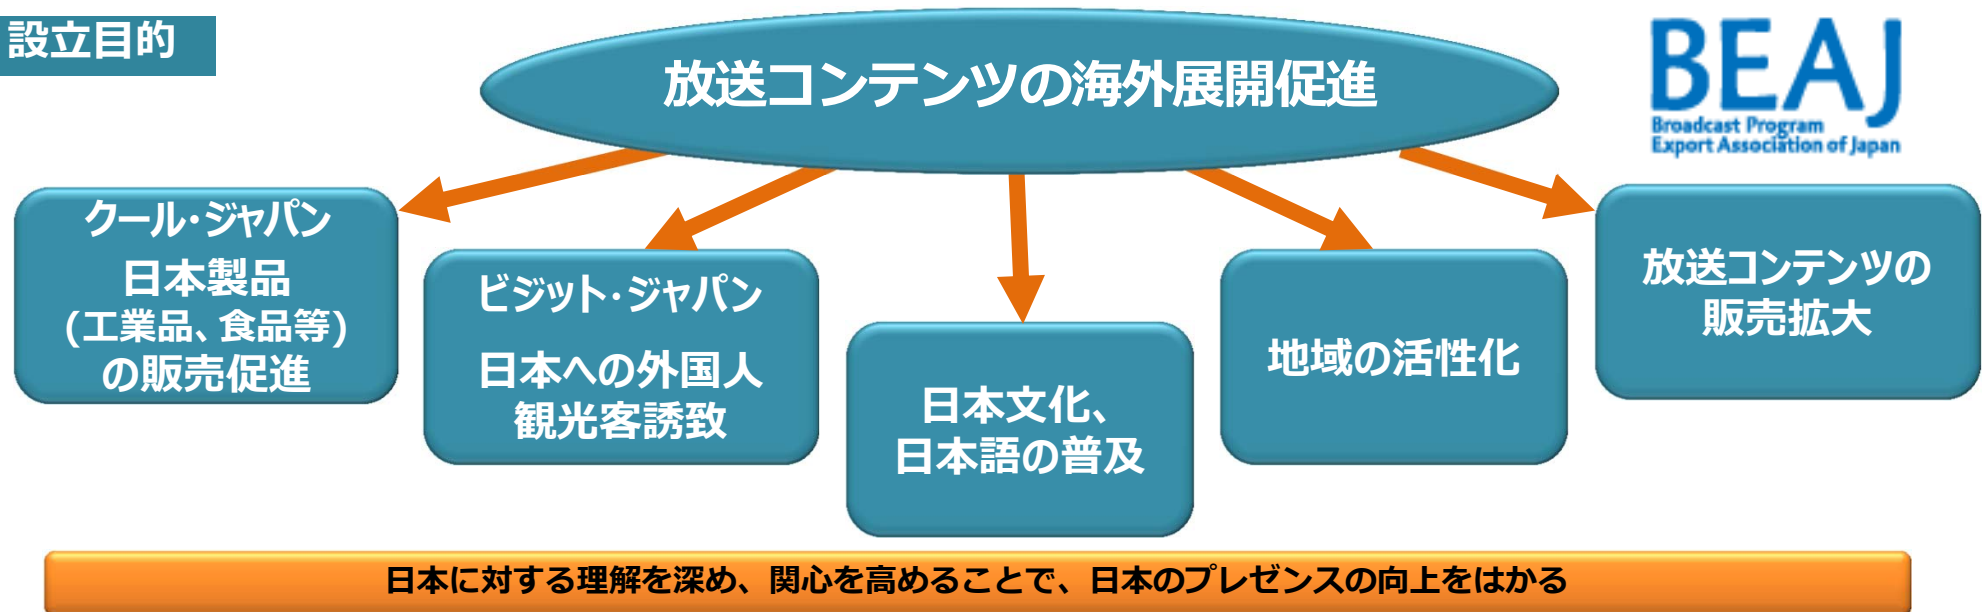 設立目的
放送コンテンツの海外展開促進
BEAJ
Broadcast Program
Export Association of Japan
クール・ジャパン
日本製品
(工業品、食品等)
の販売促進
ビジット・ジャパン
日本への外国人
観光客誘致
日本文化、
日本語の普及
地域の活性化
放送コンテンツの
販売拡大
日本に対する理解を深め、関心を高めることで、日本のプレゼンスの向上をはかる